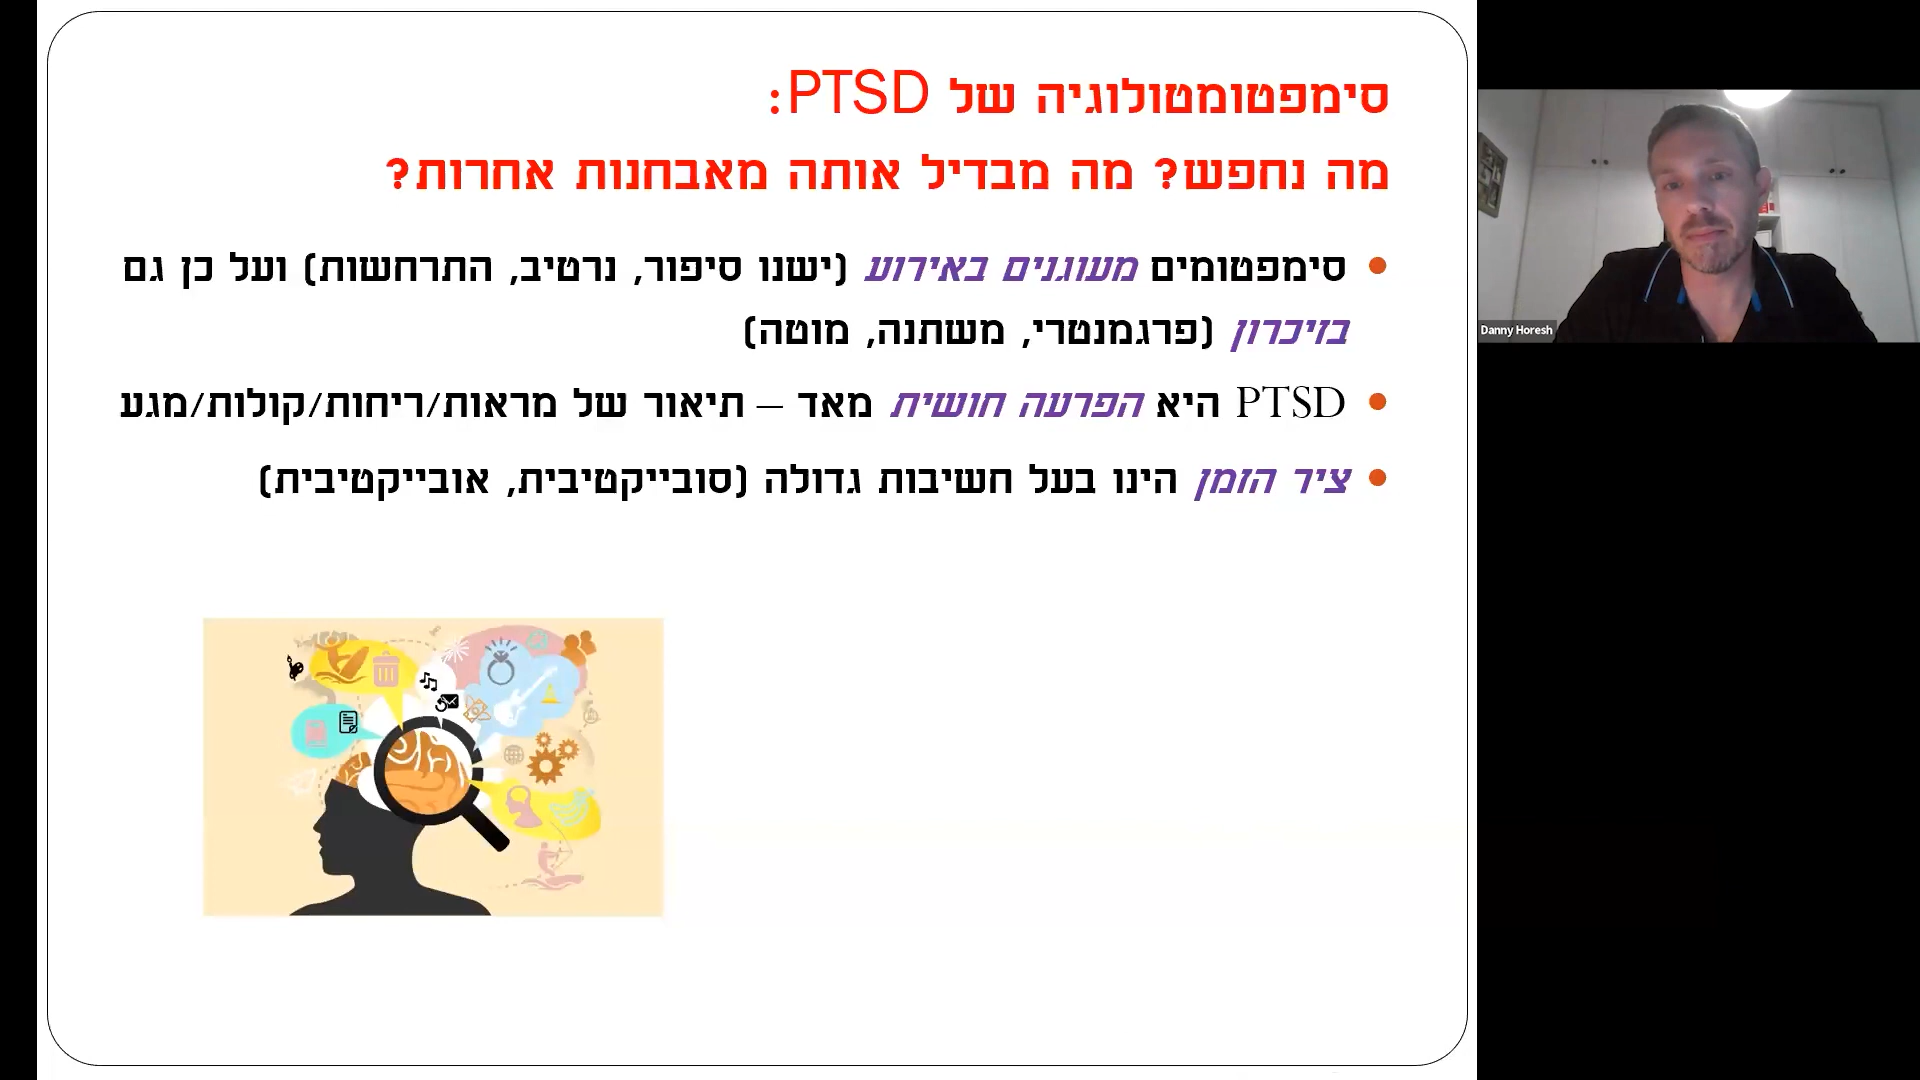 סימפטומטולוגיה של PTSD:
מה נחפש? מה מבדיל אותה מאבחנות אחרות?
• סימפטומים מעוגנים באירוע (ישנו סיפור, נרטיב, התרחשות) ועל כן גם
בזיכרון (פרגמנטרי, משתנה, מוטה)
• PTSD היא הפרעה חושית מאד – תיאור של מראות/ריחות/קולות/מגע
• ציר הזמן הינו בעל חשיבות גדולה (סובייקטיבית, אובייקטיבית)
Danny Horesh